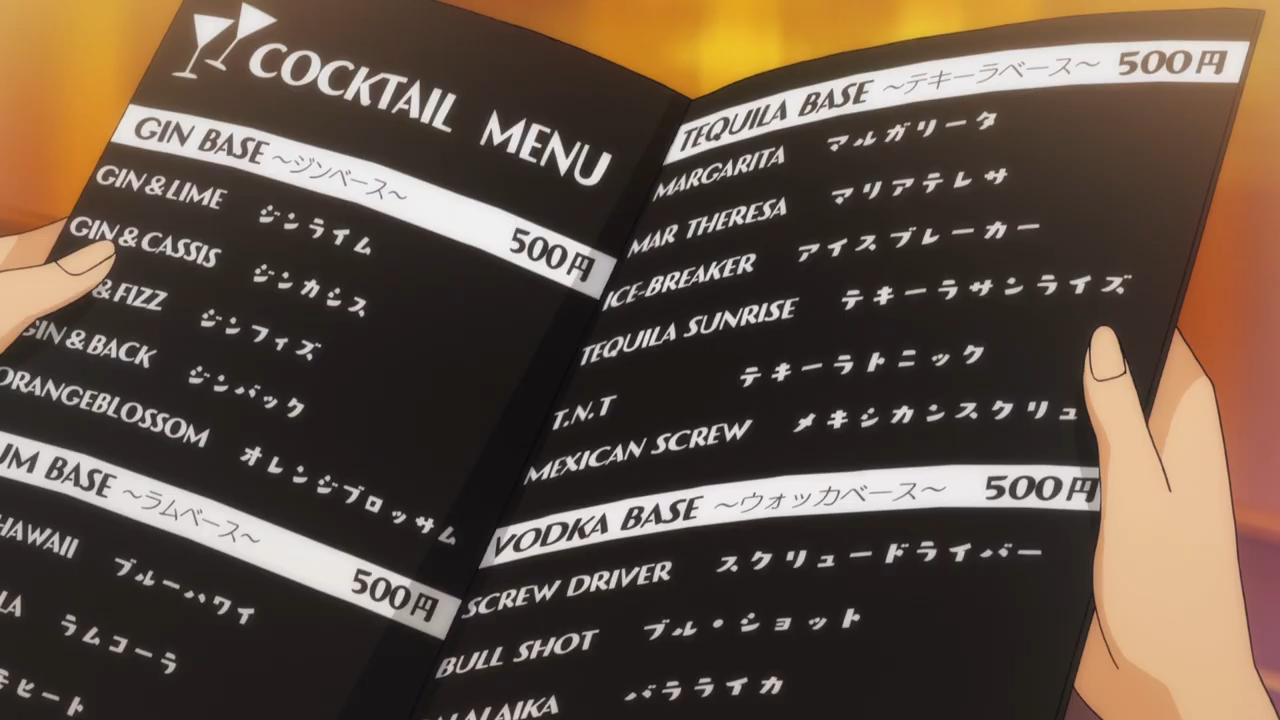 COCKTAIL MENU
GIN BASE ~ジンベース~ 500円
GIN&LIME ジンライム
GIN&CASSIS ジンカシス
&FIZZ ジンフィズ
GIN&BACK ジンバック
ORANGEBLOSSOM オレンジブロッサム
UM BASE ~ラムベース~ 500円
HAWAII ブルーハワイ
LA ラムコーラ
モヒート
TEQUILA BASE ~テキーラベース~ 500円
MARGARITA マルガリータ
MAR THERESA マリアテレサ
ICE-BREAKER アイスブレーカー
TEQUILA SUNRISE テキーラサンライズ
T.N.T テキーラトニック
MEXICAN SCREW メキシカンスクリュ
VODKA BASE ~ウォッカベース~ 500円
SCREW DRIVER スクリュードライバー
BULL SHOT ブル・ショット
ALAIKA バラライカ